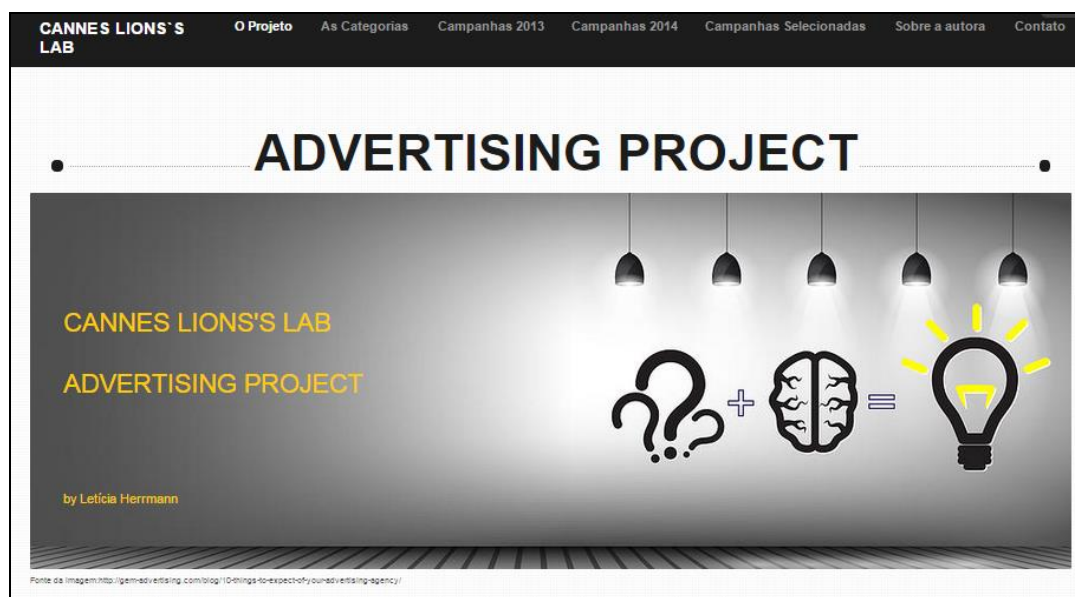 CANNES LIONS`S
LAB
O Projeto
As Categorias
Campanhas 2013
Campanhas 2014
Campanhas Selecionadas
Sobre a autora
Contato
ADVERTISING PROJECT
CANNES LIONS'S LAB
ADVERTISING PROJECT
by Letícia Herrmann
Fonte da Imagem:http://gem-advertising.com/blog/10-things-to-expect-of-your-advertising-agency/